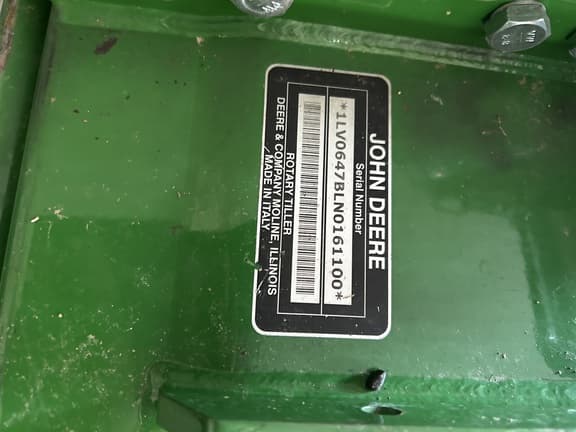 JOHN DEERE
Serial Number
*1LV0647BLN0161100*
ROTARY TILLER
DEERE & COMPANY MOLINE, ILLINOIS
MADE IN ITALY